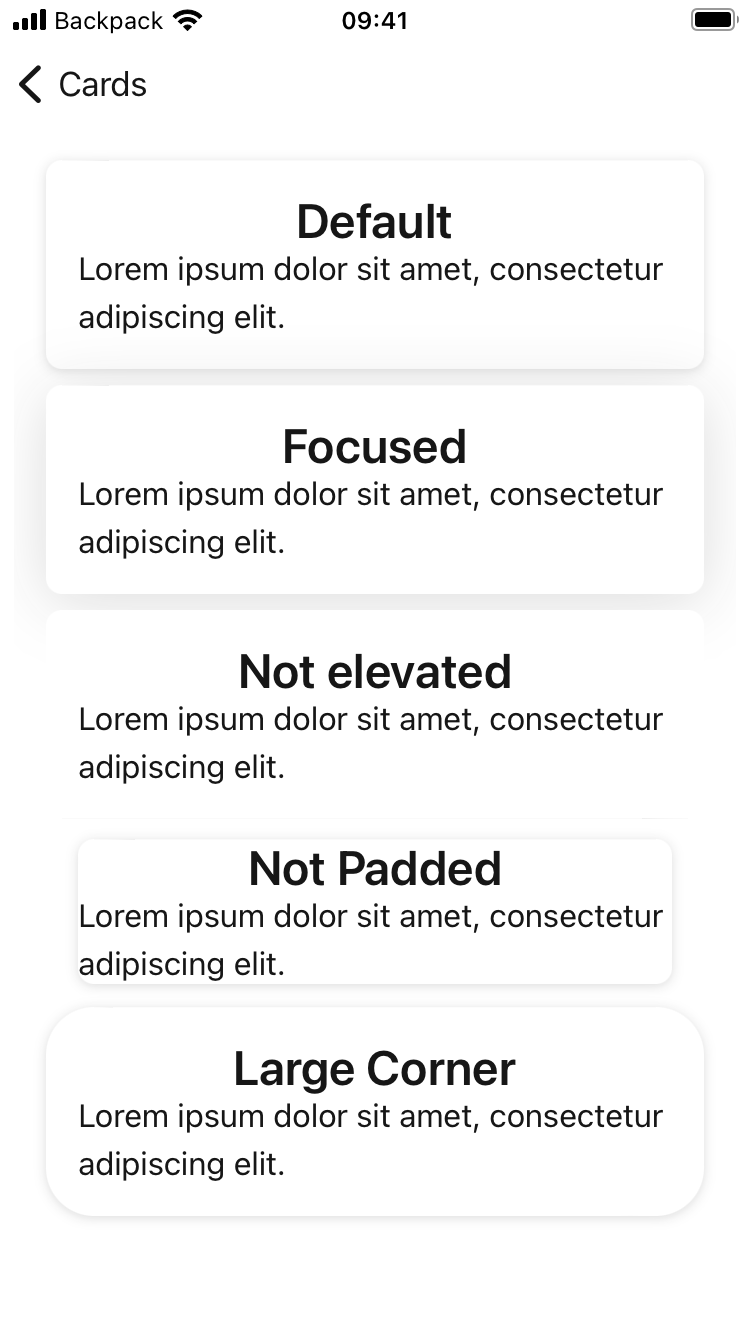 Backpack 09:41
Cards
Default
Lorem ipsum dolor sit amet, consectetur
adipiscing elit.
Focused
Lorem ipsum dolor sit amet, consectetur
adipiscing elit.
Not elevated
Lorem ipsum dolor sit amet, consectetur
adipiscing elit.
Not Padded
Lorem ipsum dolor sit amet, consectetur
adipiscing elit.
Large Corner
Lorem ipsum dolor sit amet, consectetur
adipiscing elit.